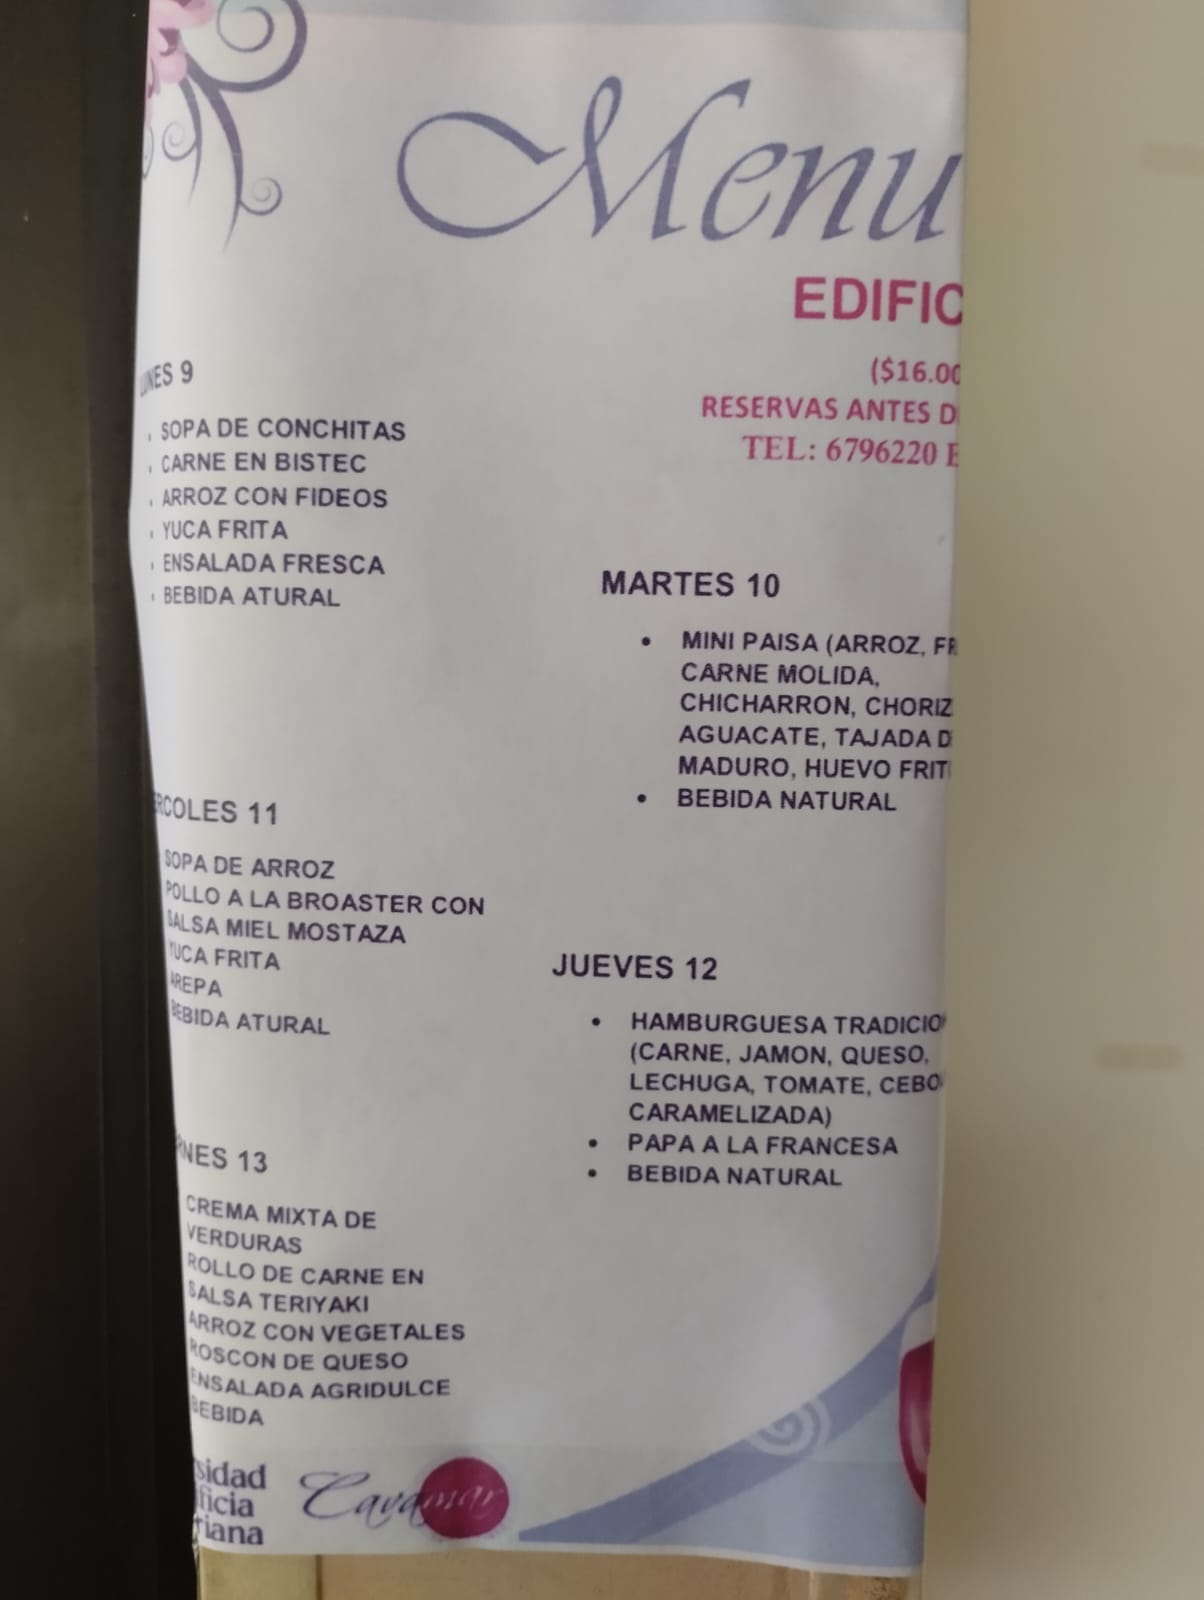 Menu
EDIFIC
($16.00
RESERVAS ANTES D
TEL: 6796220 E
LUNES 9
SOPA DE CONCHITAS
CARNE EN BISTEC
ARROZ CON FIDEOS
YUCA FRITA
ENSALADA FRESCA
BEBIDA ATURAL
MARTES 10
• MINI PAISA (ARROZ, FR
CARNE MOLIDA,
CHICHARRON, CHORIZ
AGUACATE, TAJADA D
MADURO, HUEVO FRIT
• BEBIDA NATURAL
RCOLES 11
SOPA DE ARROZ
POLLO A LA BROASTER CON
SALSA MIEL MOSTAZA
YUCA FRITA
AREPA
BEBIDA ATURAL
JUEVES 12
• HAMBURGUESA TRADICIO
(CARNE, JAMON, QUESO,
LECHUGA, TOMATE, CEBO
CARAMELIZADA)
• PAPA A LA FRANCESA
• BEBIDA NATURAL
RNES 13
CREMA MIXTA DE
VERDURAS
ROLLO DE CARNE EN
SALSA TERIYAKI
ARROZ CON VEGETALES
ROSCON DE QUESO
ENSALADA AGRIDULCE
BEBIDA
sidad
ificia
riana
Cavamar